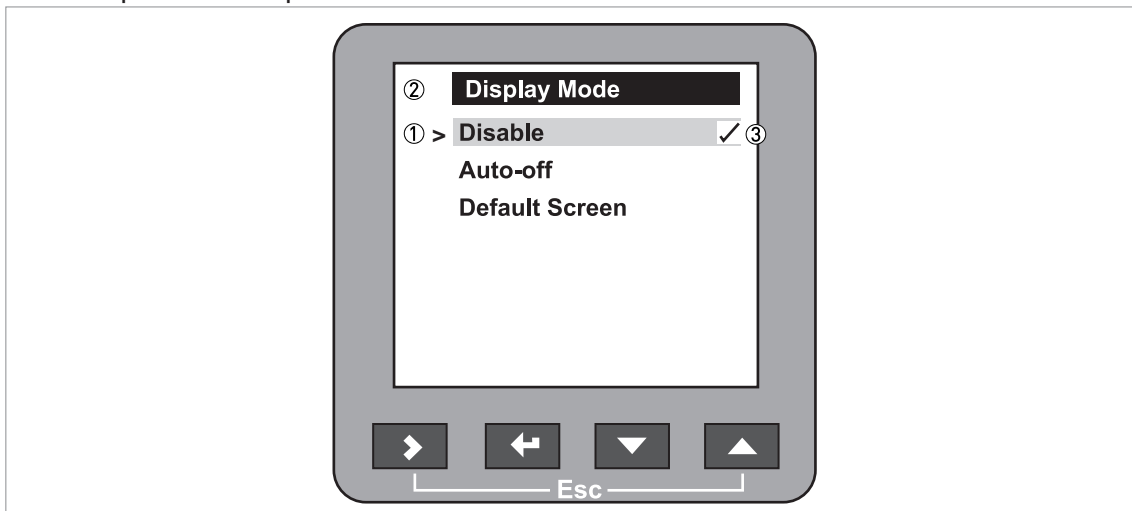 ② Display Mode
① > Disable ✓ ③
Auto-off
Default Screen
Esc